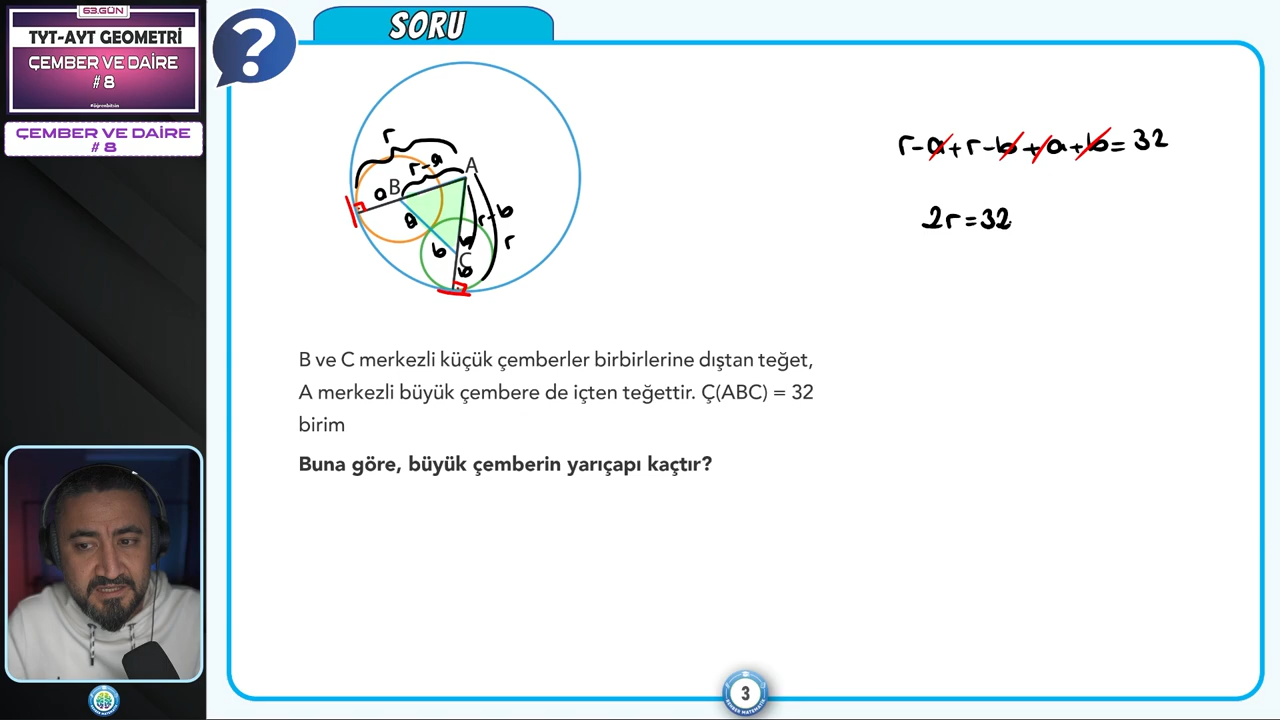 63.GÜN
TYT-AYT GEOMETRİ
ÇEMBER VE DAİRE
# 8
#öğrenbitsin
ÇEMBER VE DAİRE
# 8
?
SORU
r
r-a
A
a
B
a
b
b
C
b
r-b
r
r-a+r-b+a+b=32
2r=32
B ve C merkezli küçük çemberler birbirlerine dıştan teğet,
A merkezli büyük çembere de içten teğettir. Ç(ABC) = 32
birim
Buna göre, büyük çemberin yarıçapı kaçtır?
3